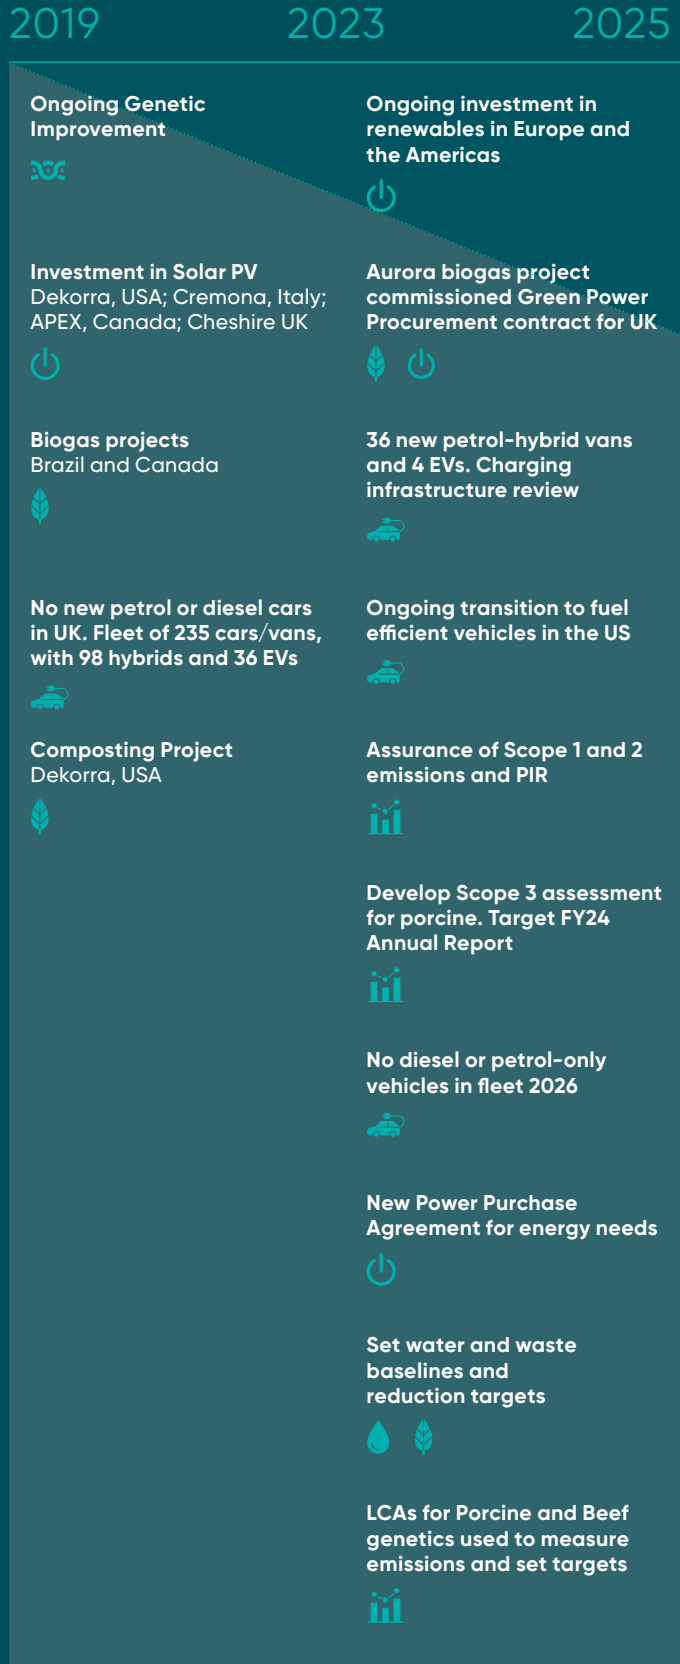 2019 2023 2025
Ongoing Genetic
Improvement
Investment in Solar PV
Dekorra, USA; Cremona, Italy;
APEX, Canada; Cheshire UK
Biogas projects
Brazil and Canada
No new petrol or diesel cars
in UK. Fleet of 235 cars/vans,
with 98 hybrids and 36 EVs
Composting Project
Dekorra, USA
Ongoing investment in
renewables in Europe and
the Americas
Aurora biogas project
commissioned Green Power
Procurement contract for UK
36 new petrol-hybrid vans
and 4 EVs. Charging
infrastructure review
Ongoing transition to fuel
efficient vehicles in the US
Assurance of Scope 1 and 2
emissions and PIR
Develop Scope 3 assessment
for porcine. Target FY24
Annual Report
No diesel or petrol-only
vehicles in fleet 2026
New Power Purchase
Agreement for energy needs
Set water and waste
baselines and
reduction targets
LCAs for Porcine and Beef
genetics used to measure
emissions and set targets